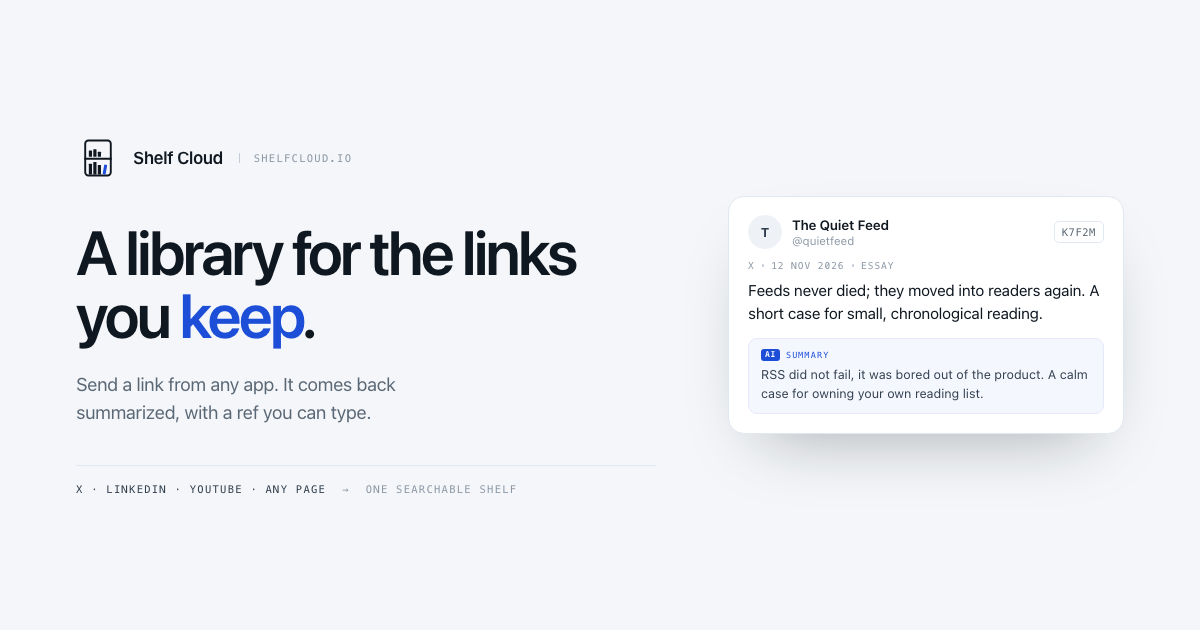 Shelf Cloud | SHELFCLOUD.IO
A library for the links
you keep.
Send a link from any app. It comes back
summarized, with a ref you can type.
X · LINKEDIN · YOUTUBE · ANY PAGE → ONE SEARCHABLE SHELF
T
The Quiet Feed
@quietfeed
K7F2M
X · 12 NOV 2026 · ESSAY
Feeds never died; they moved into readers again. A
short case for small, chronological reading.
AI SUMMARY
RSS did not fail, it was bored out of the product. A calm
case for owning your own reading list.